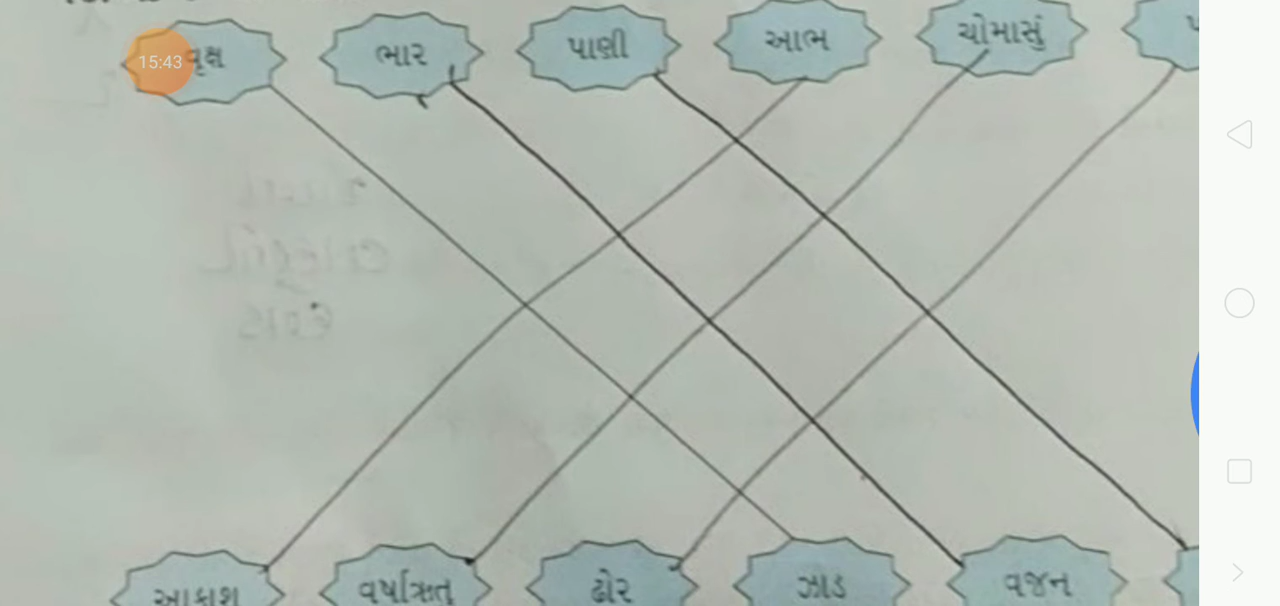 15:43 વૃક્ષ ભાર પાણી આભ ચોમાસું
આકાશ વર્ષાઋતુ ઢોર ઝાડ વજન